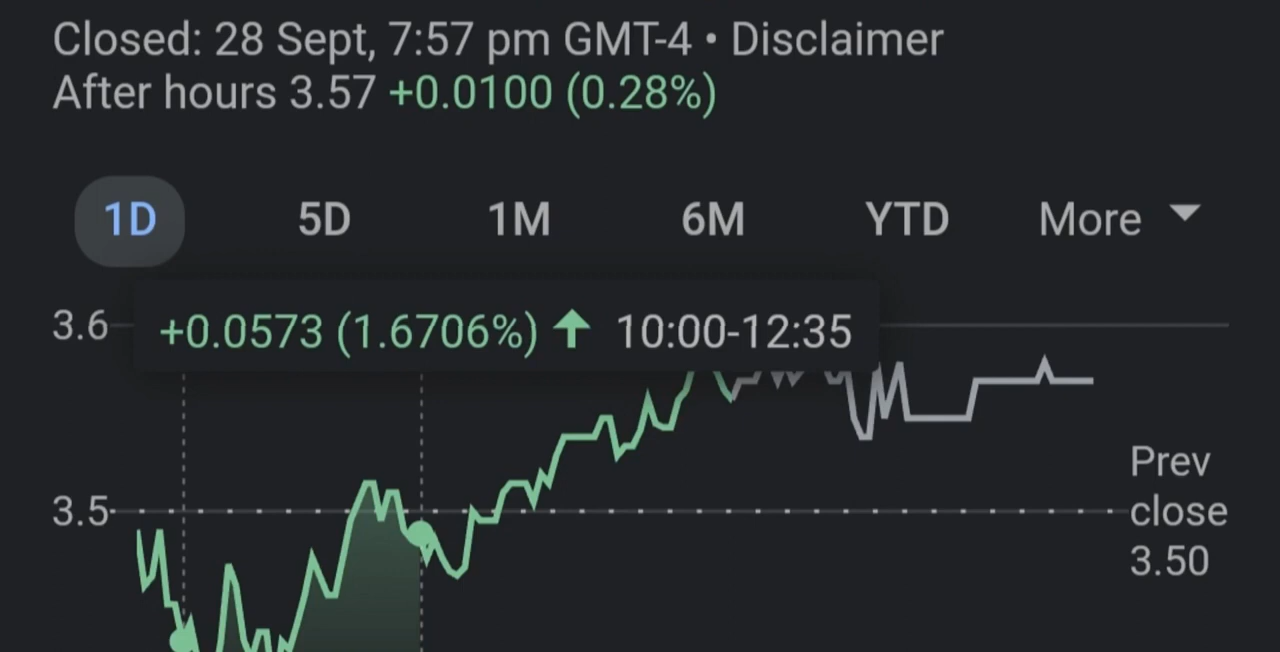 Closed: 28 Sept, 7:57 pm GMT-4 • Disclaimer
After hours 3.57 +0.0100 (0.28%)
1D 5D 1M 6M YTD More
3.6
+0.0573 (1.6706%) 10:00-12:35
3.5
Prev
close
3.50